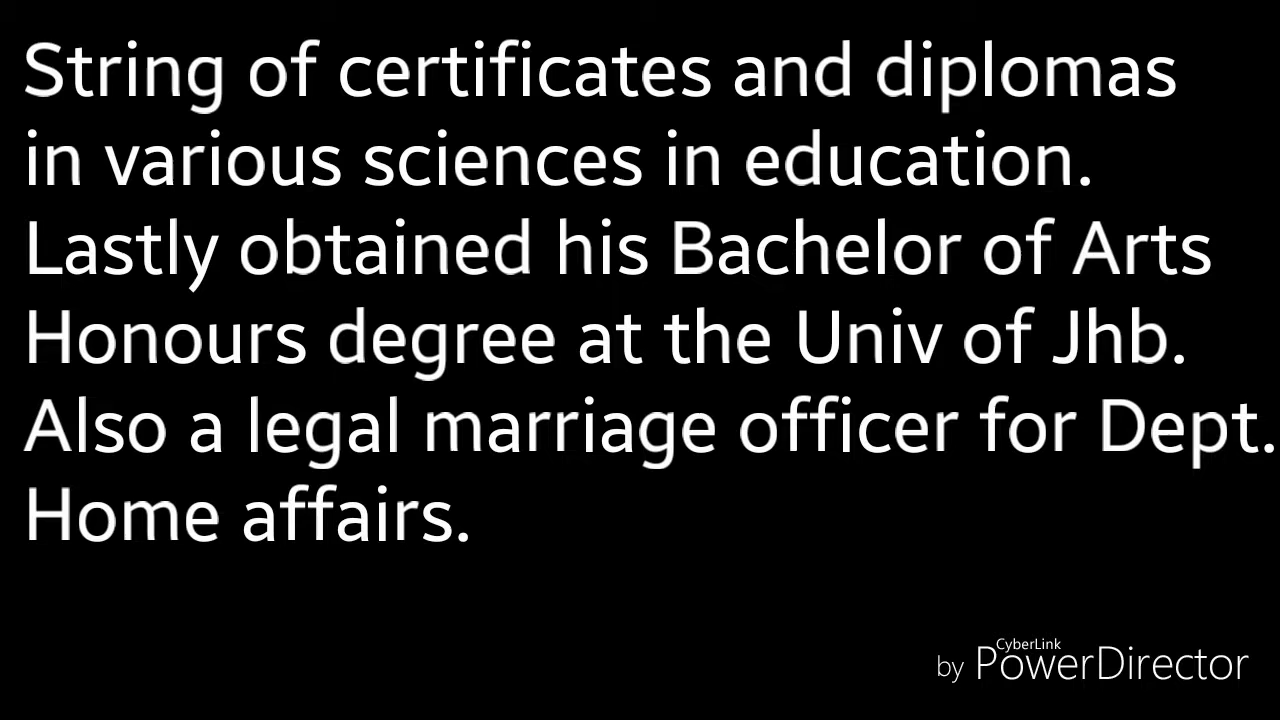 String of certificates and diplomas
in various sciences in education.
Lastly obtained his Bachelor of Arts
Honours degree at the Univ of Jhb.
Also a legal marriage officer for Dept.
Home affairs.
CyberLink
by PowerDirector